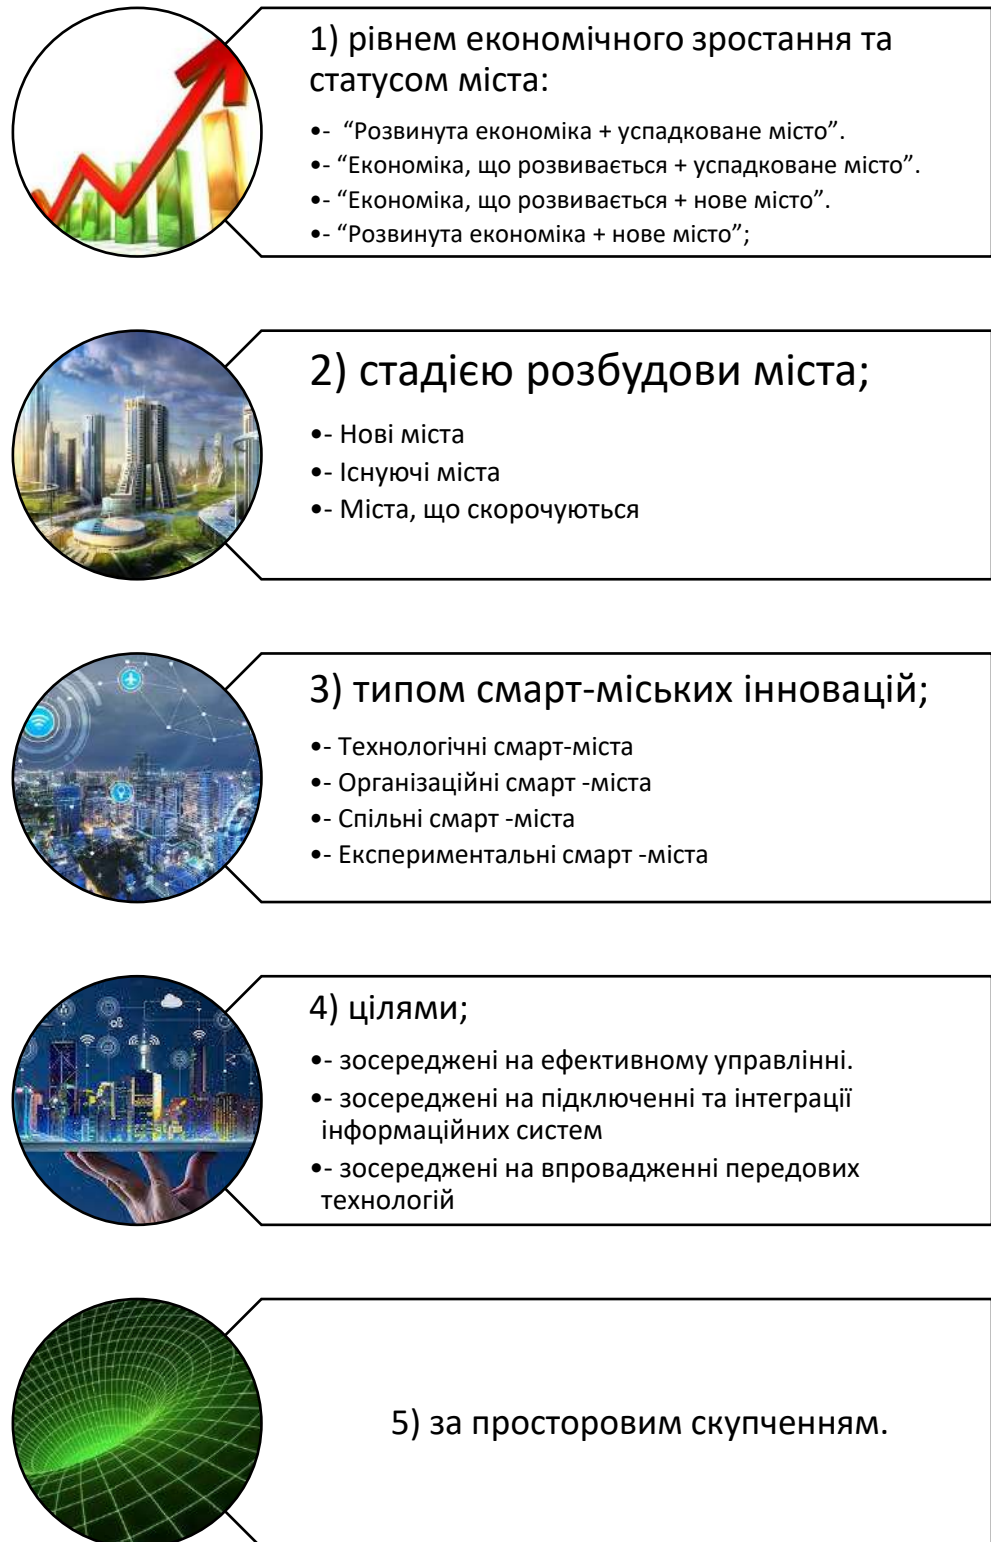 1) рівнем економічного зростання та
статусом міста:
•- “Розвинута економіка + успадковане місто”.
•- “Економіка, що розвивається + успадковане місто”.
•- “Економіка, що розвивається + нове місто”.
•- “Розвинута економіка + нове місто”;
2) стадією розбудови міста;
•- Нові міста
•- Існуючі міста
•- Міста, що скорочуються
3) типом смарт-міських інновацій;
•- Технологічні смарт-міста
•- Організаційні смарт -міста
•- Спільні смарт -міста
•- Експериментальні смарт -міста
4) цілями;
•- зосереджені на ефективному управлінні.
•- зосереджені на підключенні та інтеграції
інформаційних систем
•- зосереджені на впровадженні передових
технологій
5) за просторовим скупченням.